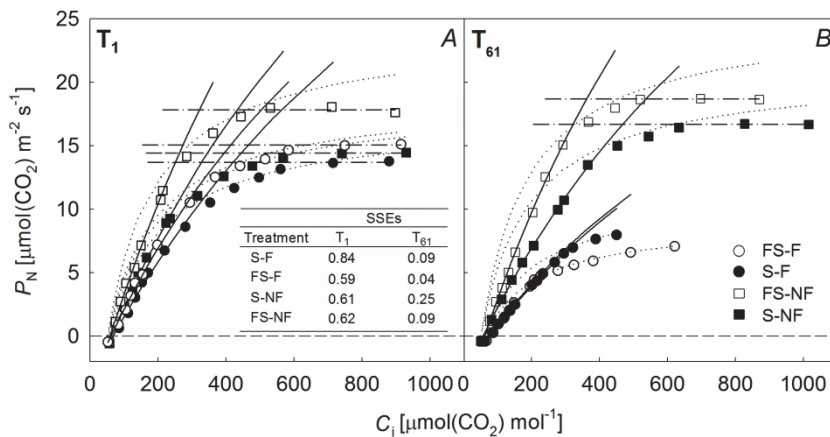 T1 A
T61 B
25
20
15
10
5
0
PN [μmol(CO2) m-2 s-1]
SSEs
Treatment T1 T61
S-F 0.84 0.09
FS-F 0.59 0.04
S-NF 0.61 0.25
FS-NF 0.62 0.09
FS-F
S-F
FS-NF
S-NF
0 200 400 600 800 1000 0 200 400 600 800 1000
Ci [μmol(CO2) mol-1]